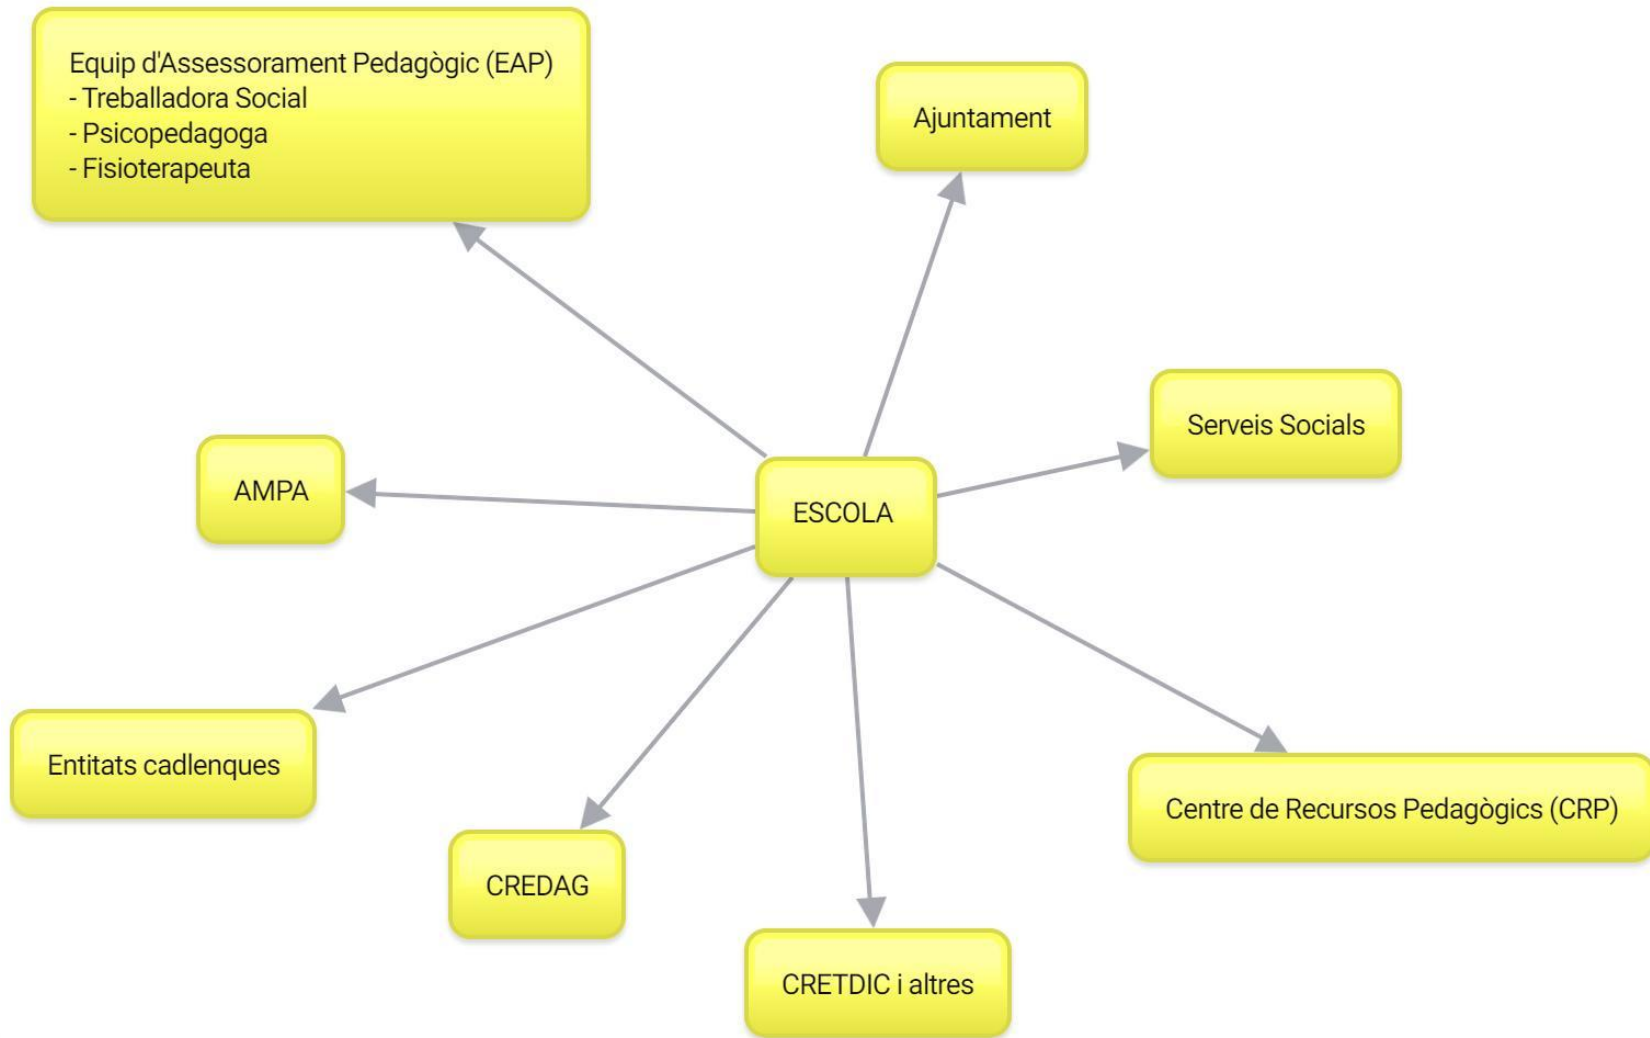 Equip d'Assessorament Pedagògic (EAP)
- Treballadora Social
- Psicopedagoga
- Fisioterapeuta
Ajuntament
Serveis Socials
AMPA
ESCOLA
Entitats cadlenques
Centre de Recursos Pedagògics (CRP)
CREDAG
CRETDIC i altres